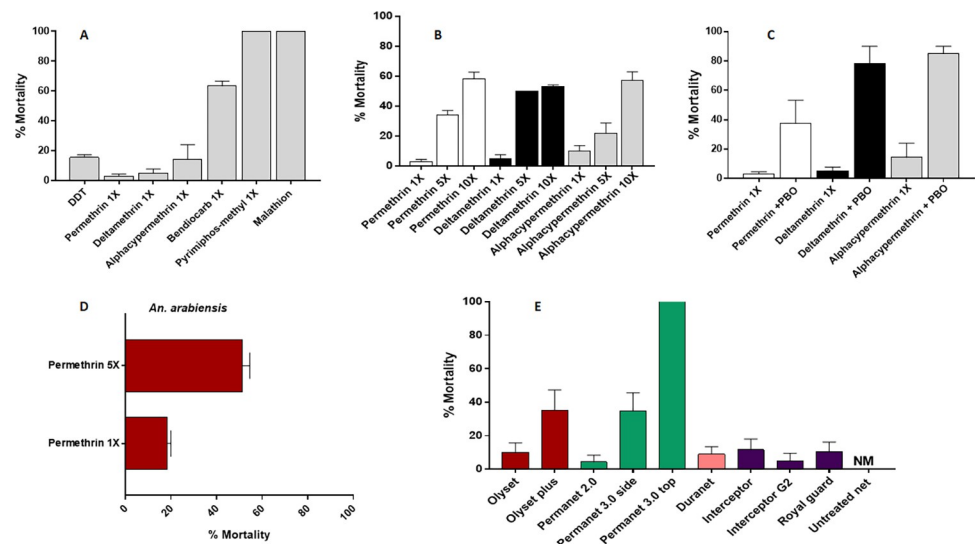 A
% Mortality
100
80
60
40
20
0
DDT
Permethrin 1X
Deltamethrin 1X
Alphacypermethrin 1X
Bendiocarb 1X
Pyrimiphos-methyl 1X
Malathion
B
% Mortality
100
80
60
40
20
0
Permethrin 1X
Permethrin 5X
Permethrin 10X
Deltamethrin 1X
Deltamethrin 5X
Deltamethrin 10X
Alphacypermethrin 1X
Alphacypermethrin 5X
Alphacypermethrin 10X
C
% Mortality
100
80
60
40
20
0
Permethrin 1X
Permethrin +PBO
Deltamethrin 1X
Deltamethrin + PBO
Alphacypermethrin 1X
Alphacypermethrin + PBO
D
An. arabiensis
Permethrin 5X
Permethrin 1X
0 20 40 60 80 100
% Mortality
E
% Mortality
100
80
60
40
20
0
NM
Olyset
Olyset plus
Permanet 2.0
Permanet 3.0 side
Permanet 3.0 top
Duranet
Interceptor
Interceptor G2
Royal guard
Untreated net